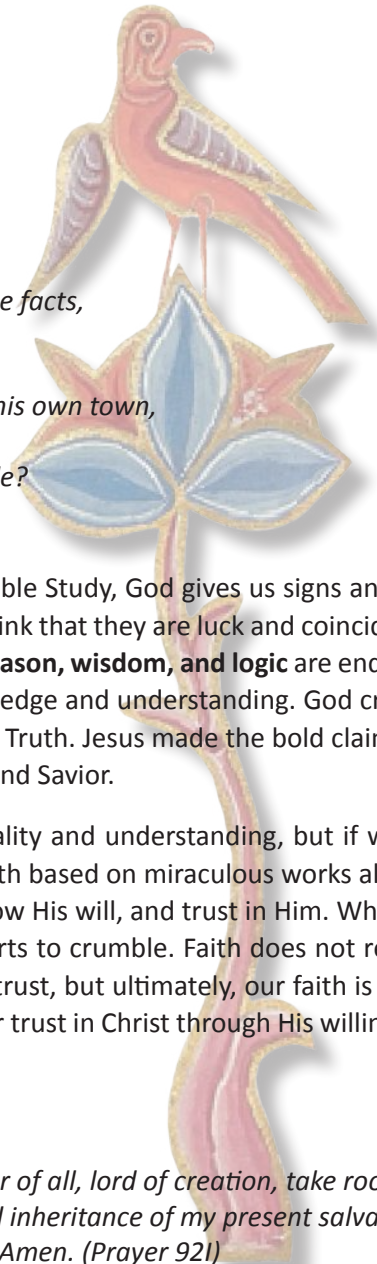 e facts,
his own town,
le?
ble Study, God gives us signs an
ink that they are luck and coincid
ason, wisdom, and logic are end
edge and understanding. God cr
Truth. Jesus made the bold clain
nd Savior.
ality and understanding, but if w
th based on miraculous works al
ow His will, and trust in Him. Wh
rts to crumble. Faith does not re
trust, but ultimately, our faith is
r trust in Christ through His willin
r of all, lord of creation, take roo
l inheritance of my present salva
Amen. (Prayer 92I)